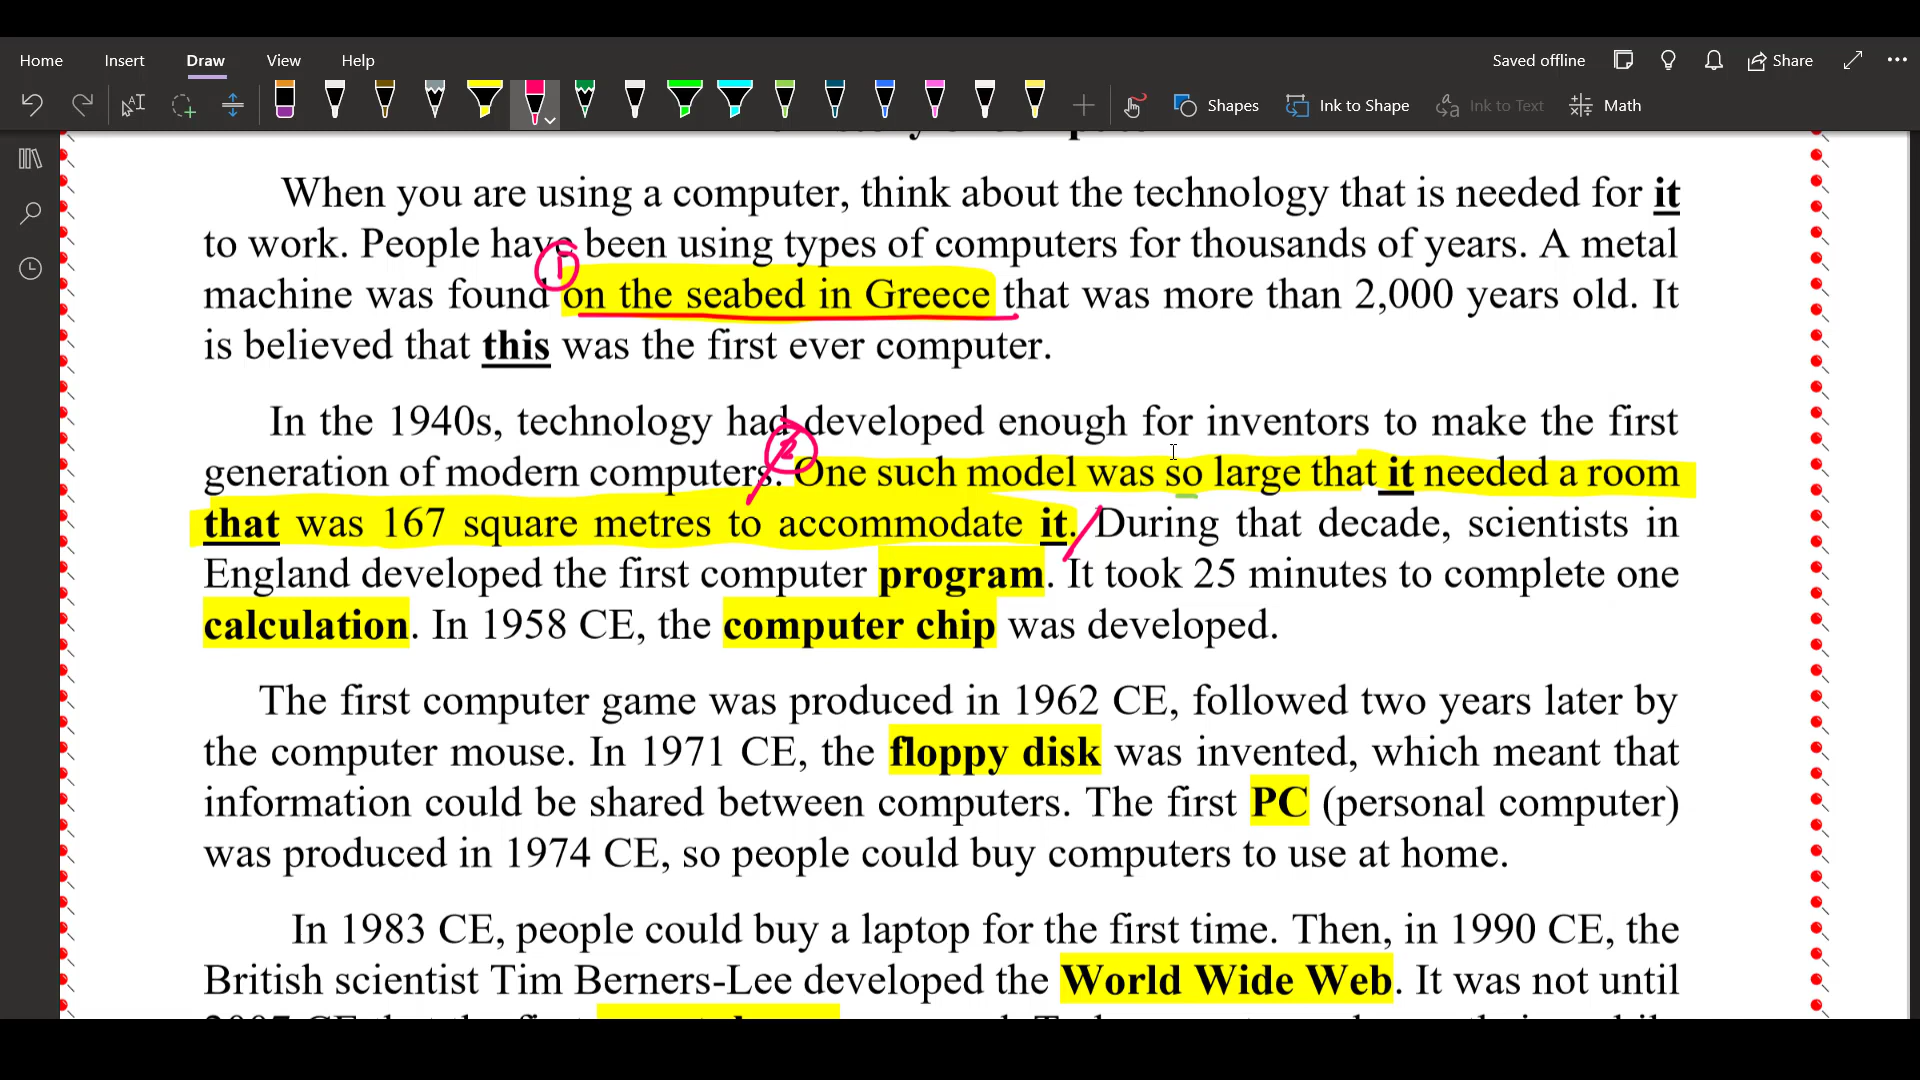 Home Insert Draw View Help Saved offline Share
Shapes Ink to Shape Ink to Text Math
When you are using a computer, think about the technology that is needed for it
to work. People have been using types of computers for thousands of years. A metal
1
machine was found on the seabed in Greece that was more than 2,000 years old. It
is believed that this was the first ever computer.
In the 1940s, technology had developed enough for inventors to make the first
2
generation of modern computers. One such model was so large that it needed a room
that was 167 square metres to accommodate it. During that decade, scientists in
England developed the first computer program. It took 25 minutes to complete one
calculation. In 1958 CE, the computer chip was developed.
The first computer game was produced in 1962 CE, followed two years later by
the computer mouse. In 1971 CE, the floppy disk was invented, which meant that
information could be shared between computers. The first PC (personal computer)
was produced in 1974 CE, so people could buy computers to use at home.
In 1983 CE, people could buy a laptop for the first time. Then, in 1990 CE, the
British scientist Tim Berners-Lee developed the World Wide Web. It was not until